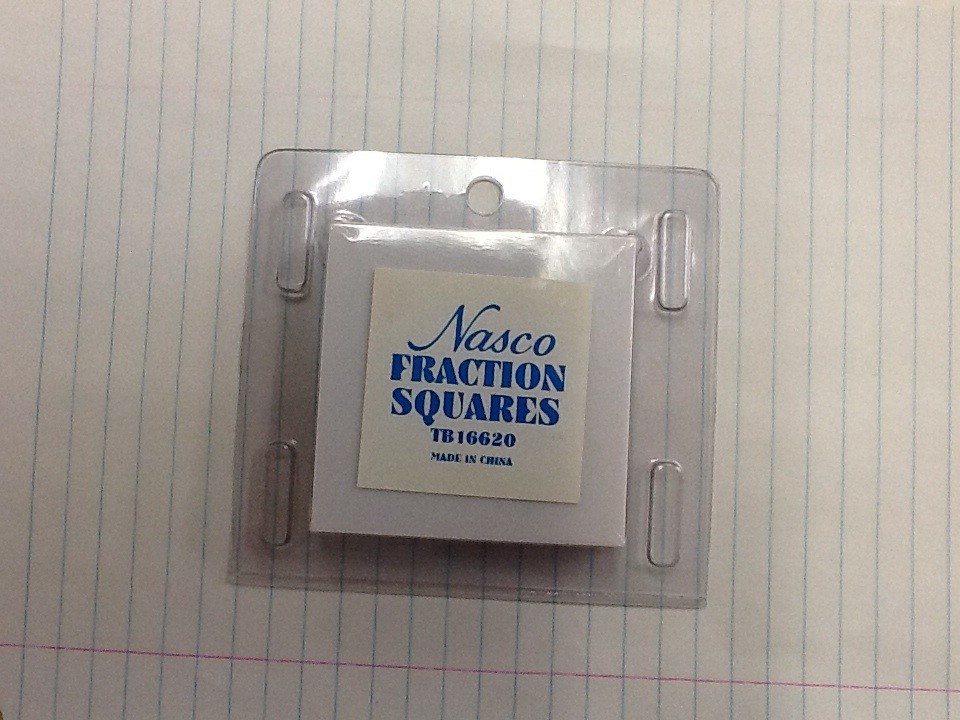 Nasco
FRACTION
SQUARES
TB16620
MADE IN CHINA